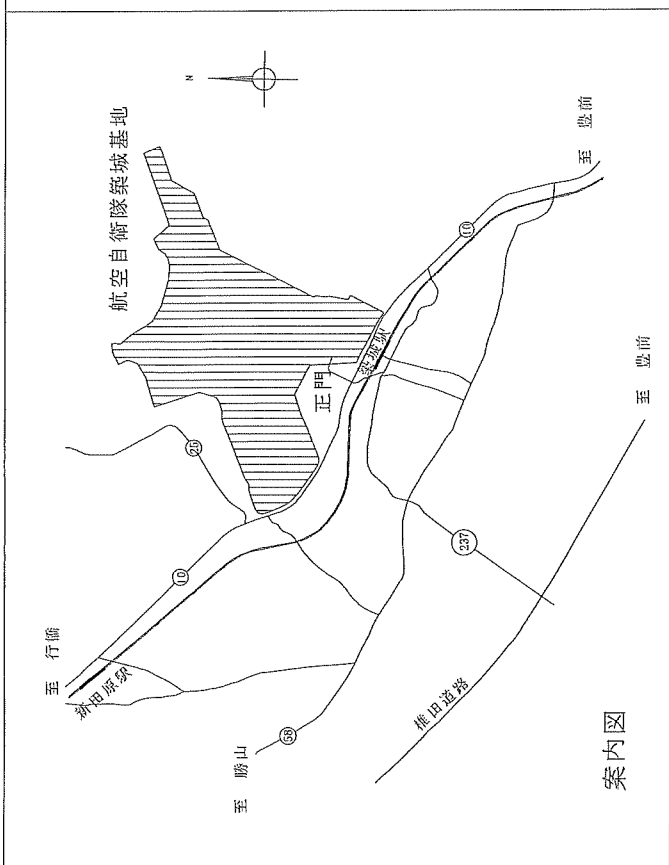 航空自衛隊築城基地
N
至 行橋
新田原駅
10
25
正門
築城駅
10
至 豊前
至 勝山
58
237
椎田道路
至 豊前
案内図